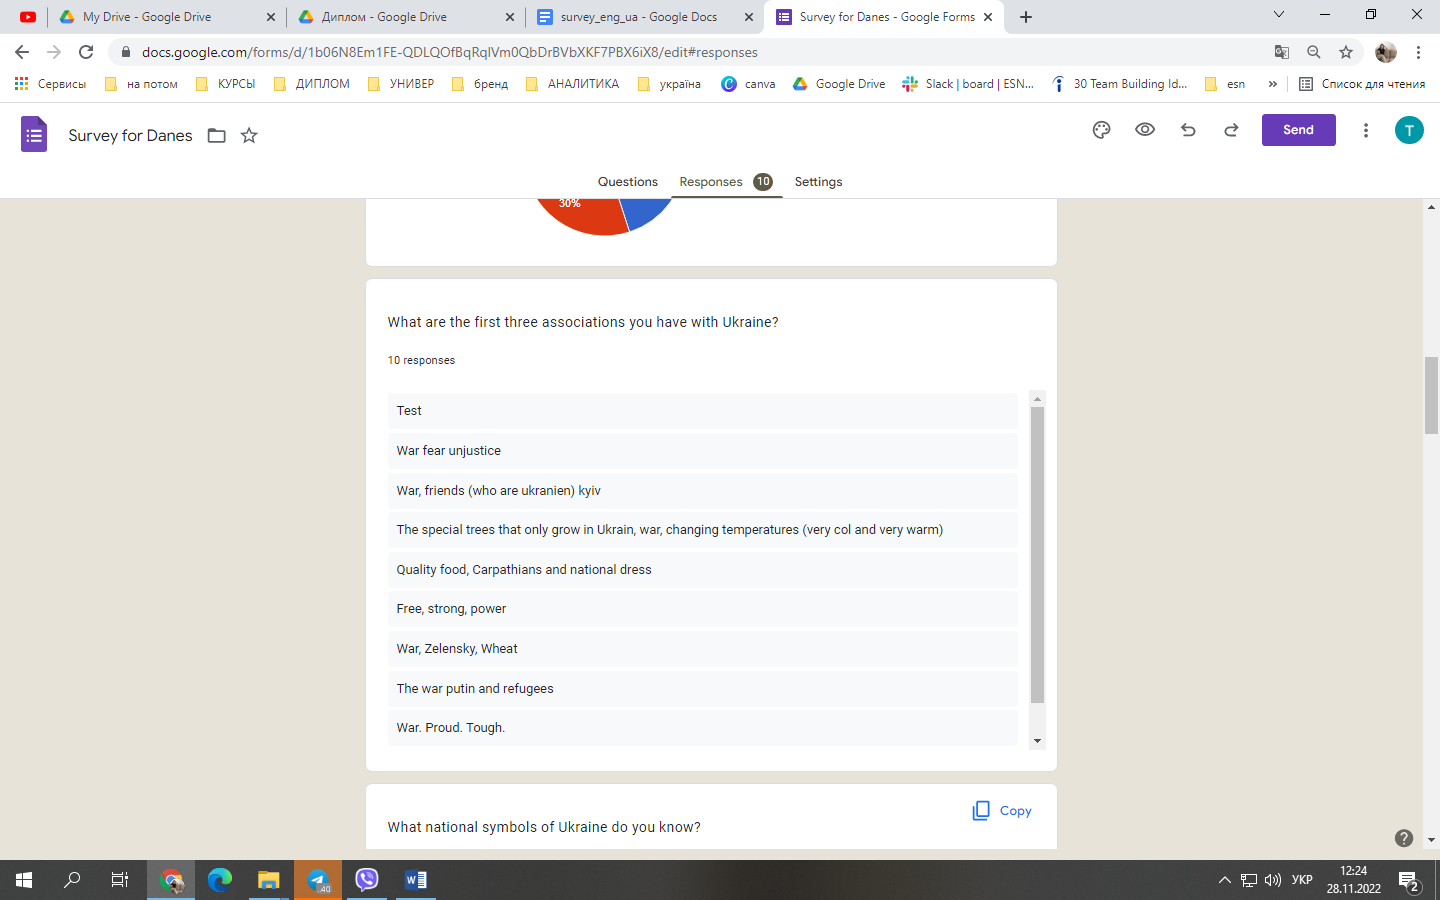 My Drive - Google Drive
Диплом - Google Drive
survey_eng_ua - Google Docs
Survey for Danes - Google Forms
docs.google.com/forms/d/1b06N8Em1FE-QDLQOfBqRqlVm0QbDrBVbXKF7PBX6iX8/edit#responses
Сервисы
на потом
КУРСЫ
ДИПЛОМ
УНИВЕР
бренд
АНАЛИТИКА
україна
canva
Google Drive
Slack | board | ESN...
30 Team Building Id...
esn
»
Список для чтения
Survey for Danes
Send
T
Questions
Responses 10
Settings
30%
What are the first three associations you have with Ukraine?
10 responses
Test
War fear unjustice
War, friends (who are ukranien) kyiv
The special trees that only grow in Ukrain, war, changing temperatures (very col and very warm)
Quality food, Carpathians and national dress
Free, strong, power
War, Zelensky, Wheat
The war putin and refugees
War. Proud. Tough.
Copy
What national symbols of Ukraine do you know?
40
УКР
12:24
28.11.2022
2